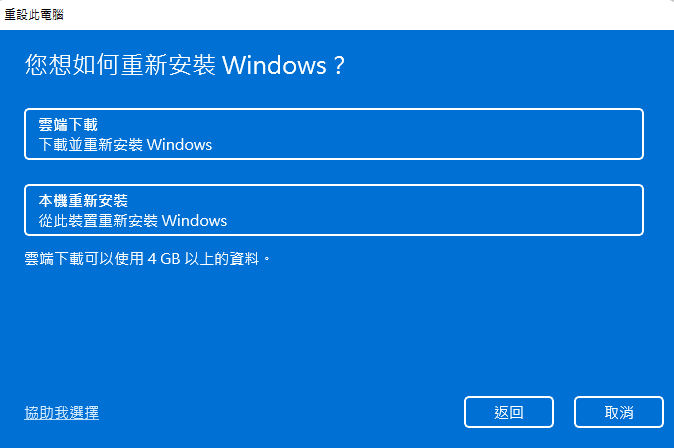 重設此電腦
您想如何重新安裝 Windows？
雲端下載
下載並重新安裝 Windows
本機重新安裝
從此裝置重新安裝 Windows
雲端下載可以使用 4 GB 以上的資料。
協助我選擇
返回
取消